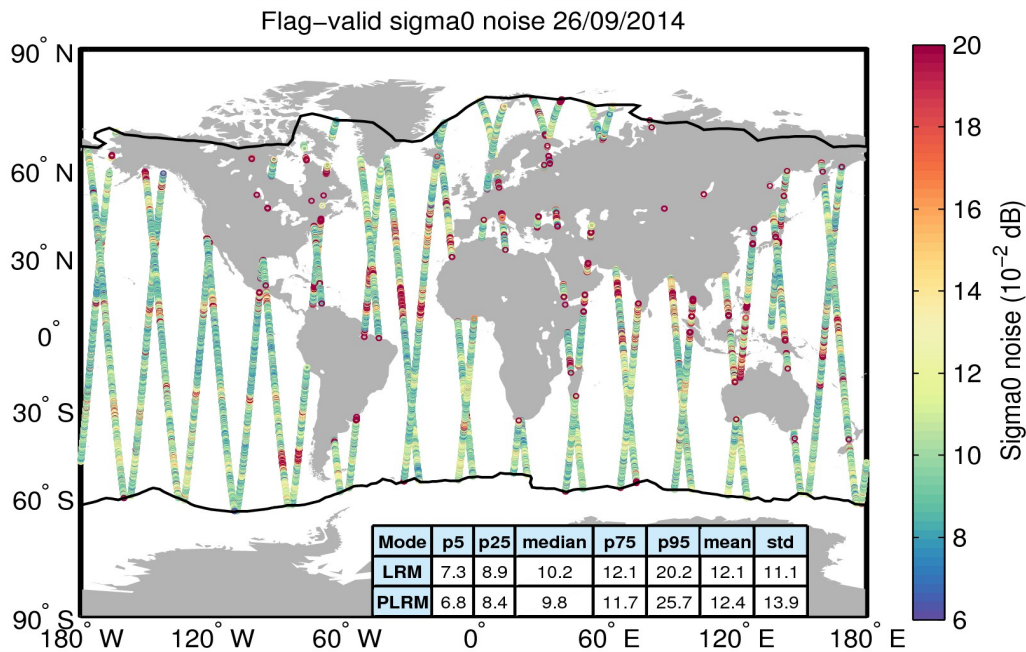 Flag−valid sigma0 noise 26/09/2014
90° N
60° N
30° N
0°
30° S
60° S
90° S
180° W
120° W
60° W
0°
60° E
120° E
180° E
Mode p5 p25 median p75 p95 mean std
LRM 7.3 8.9 10.2 12.1 20.2 12.1 11.1
PLRM 6.8 8.4 9.8 11.7 25.7 12.4 13.9
20
18
16
14
12
10
8
6
Sigma0 noise (10⁻² dB)